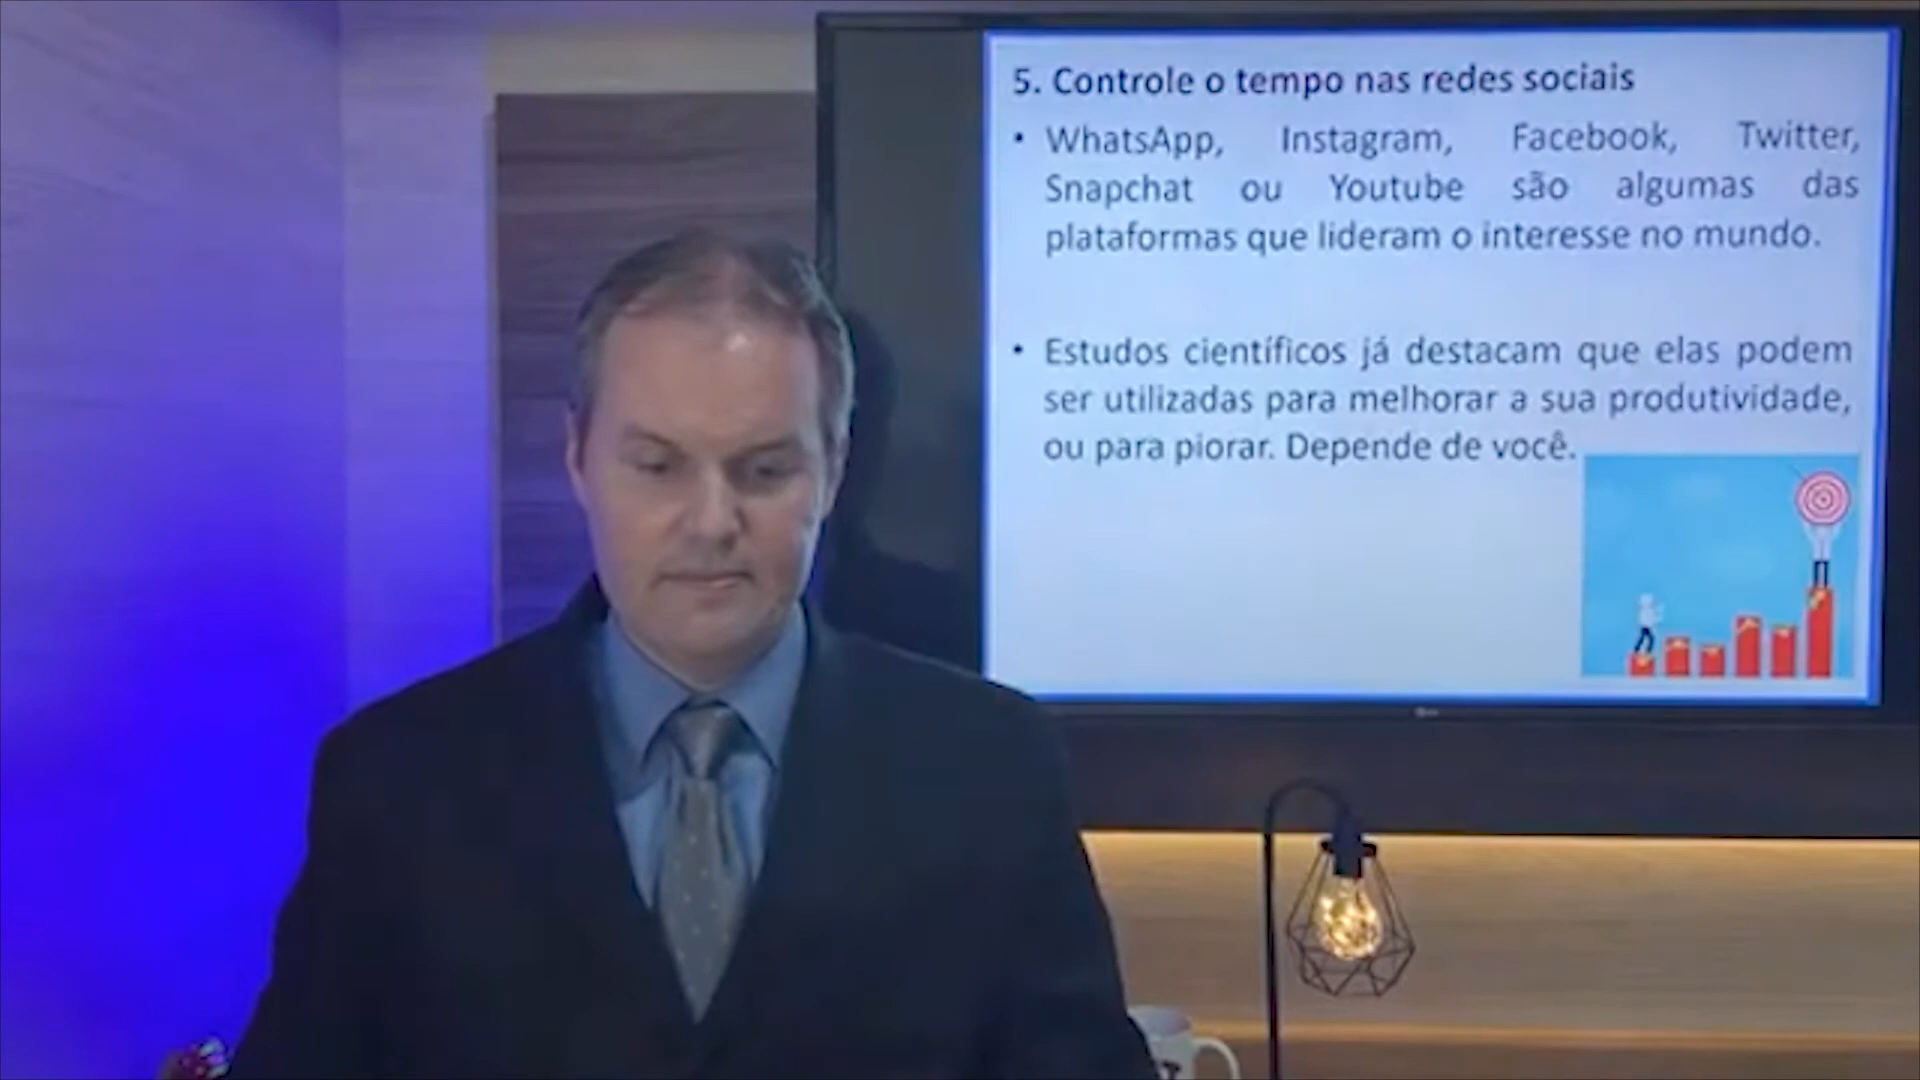 5. Controle o tempo nas redes sociais
• WhatsApp, Instagram, Facebook, Twitter,
Snapchat ou Youtube são algumas das
plataformas que lideram o interesse no mundo.
• Estudos científicos já destacam que elas podem
ser utilizadas para melhorar a sua produtividade,
ou para piorar. Depende de você.